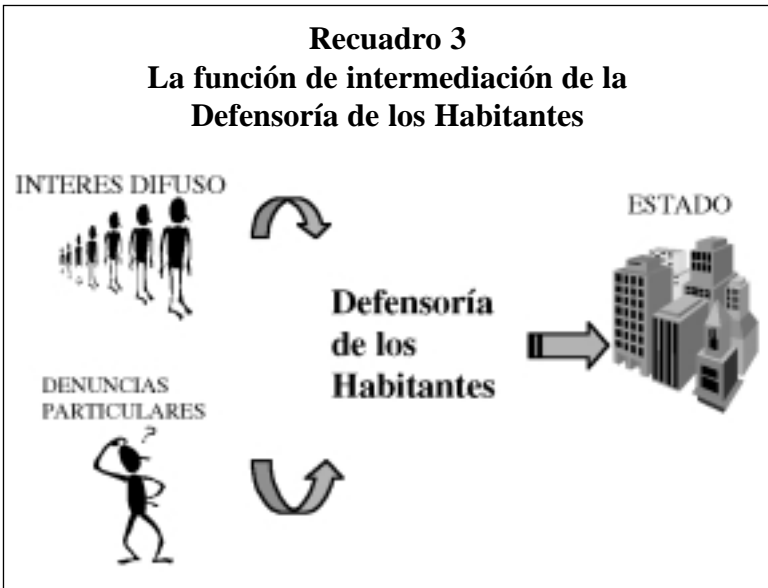 Recuadro 3
La función de intermediación de la
Defensoría de los Habitantes
INTERES DIFUSO
ESTADO
Defensoría
de los
Habitantes
DENUNCIAS
PARTICULARES
?